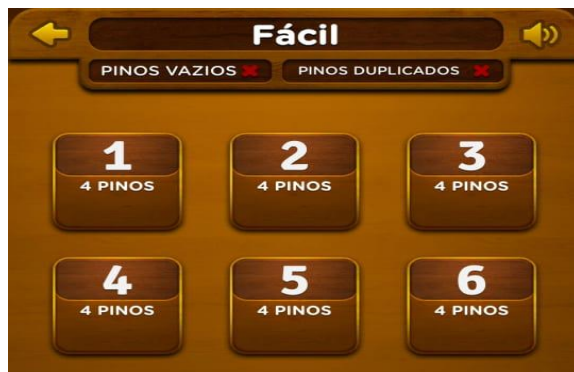 Fácil
PINOS VAZIOS PINOS DUPLICADOS
1 2 3
4 PINOS 4 PINOS 4 PINOS
4 5 6
4 PINOS 4 PINOS 4 PINOS